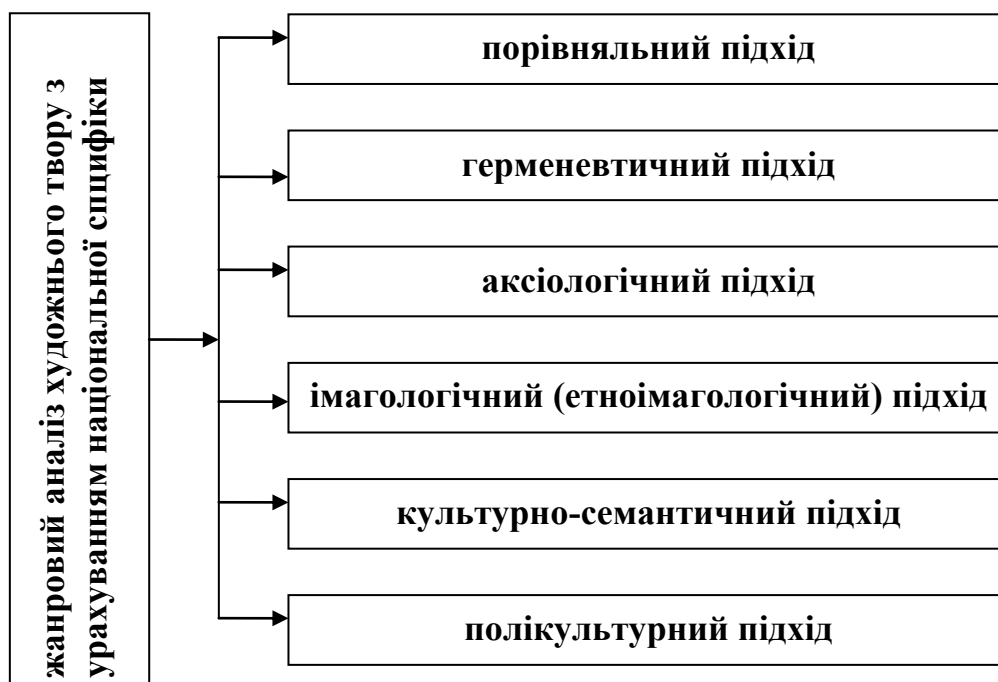 жанровий аналіз художнього твору з
урахуванням національної спцифіки
порівняльний підхід
герменевтичний підхід
аксіологічний підхід
імагологічний (етноімагологічний) підхід
культурно-семантичний підхід
полікультурний підхід